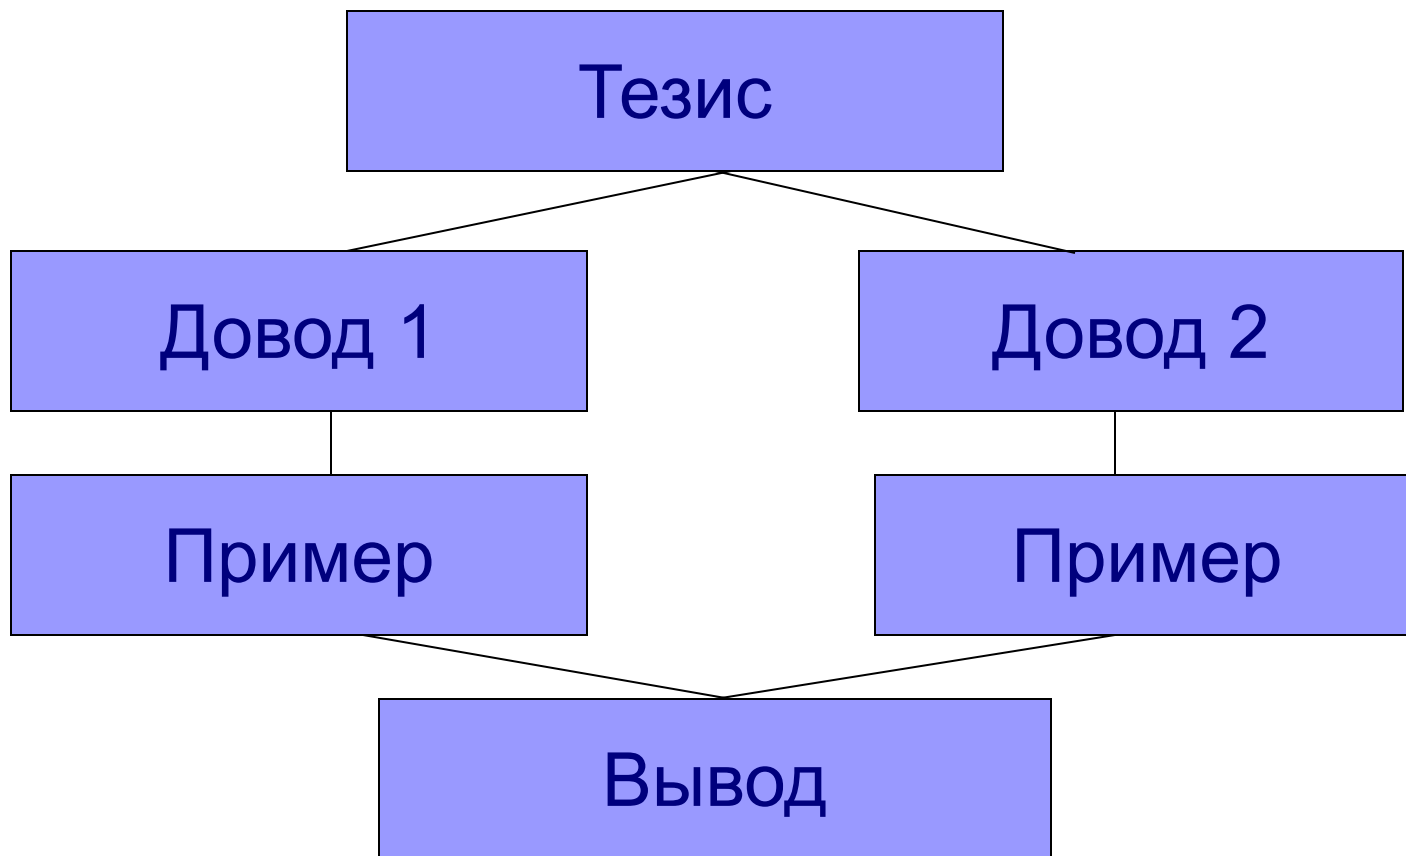 Тезис
Довод 1
Довод 2
Пример
Пример
Вывод